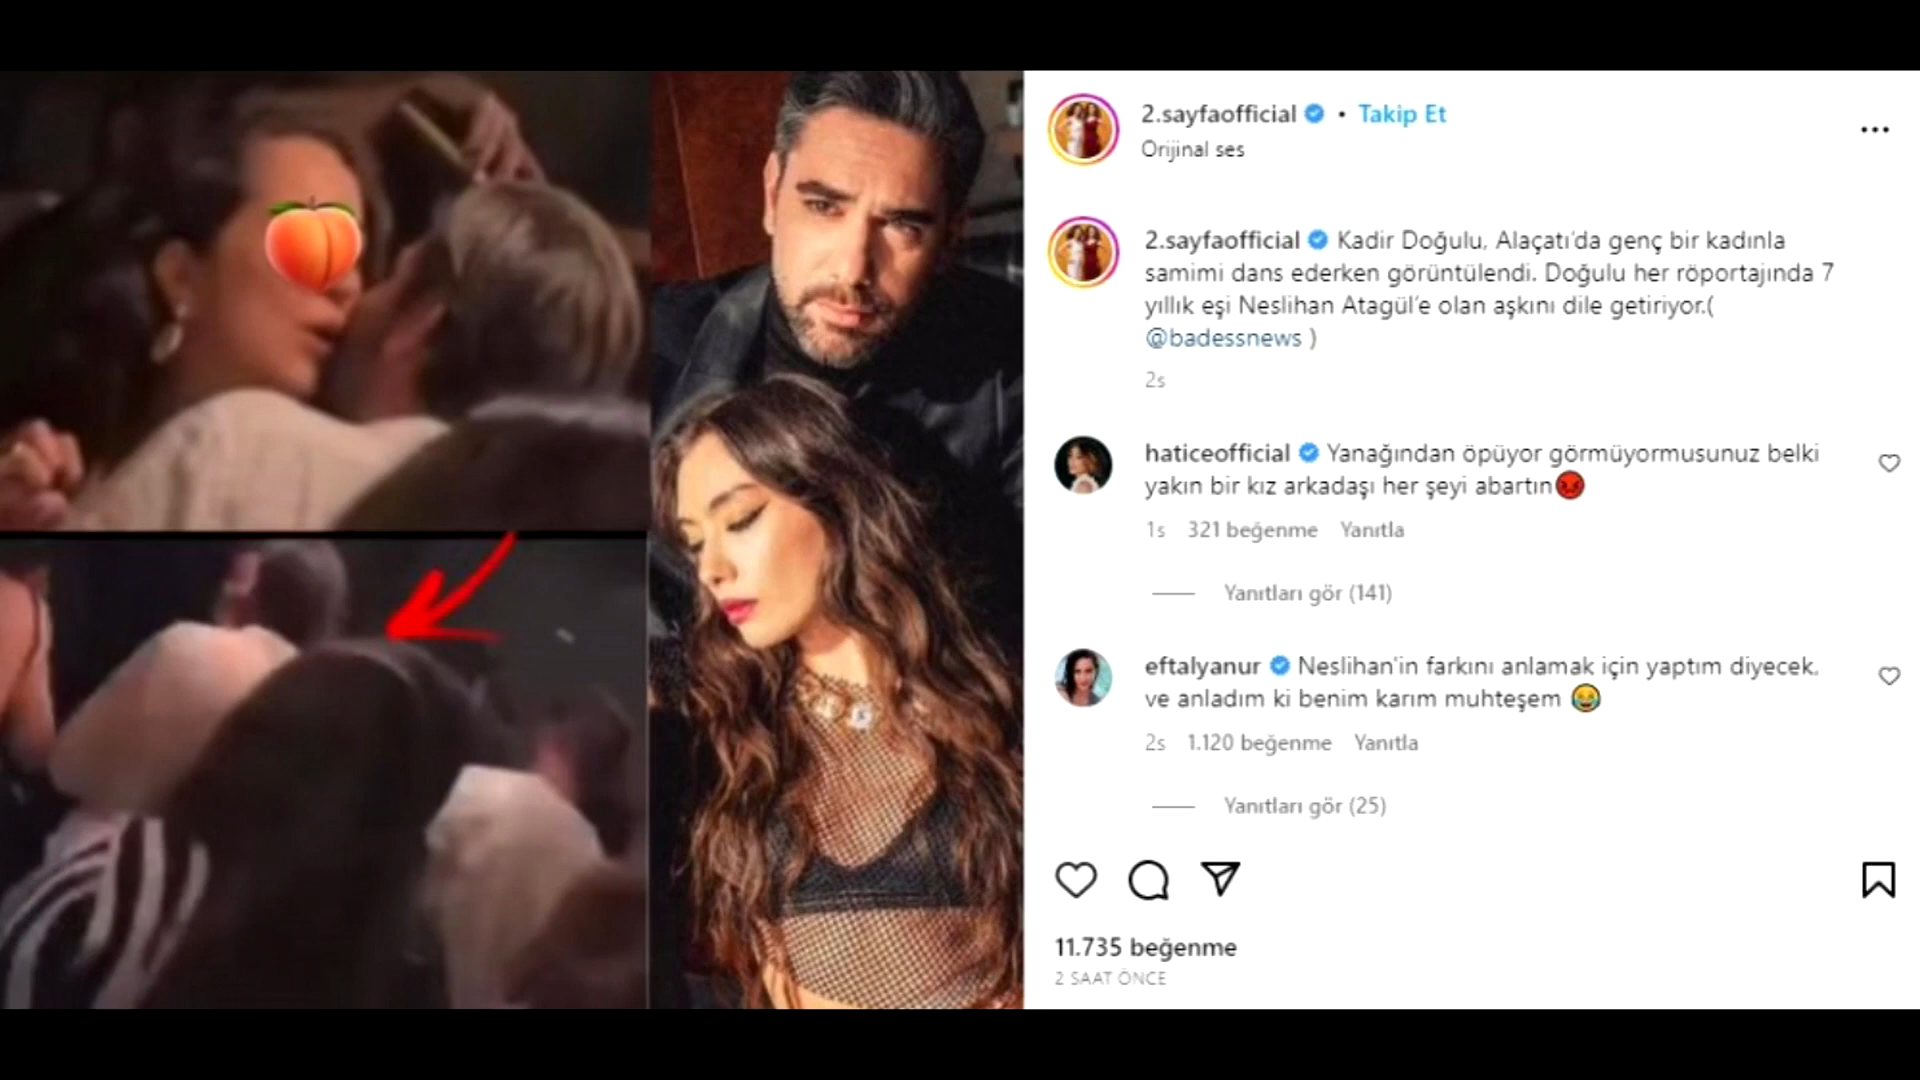 2.sayfaofficial • Takip Et
Orijinal ses
2.sayfaofficial Kadir Doğulu, Alaçatı'da genç bir kadınla
samimi dans ederken görüntülendi. Doğulu her röportajında 7
yıllık eşi Neslihan Atagül'e olan aşkını dile getiriyor.(
@badessnews )
2s
haticeofficial Yanağından öpüyor görmüyormusunuz belki
yakın bir kız arkadaşı her şeyi abartın😡
1s 321 beğenme Yanıtla
Yanıtları gör (141)
eftalyanur Neslihan'in farkını anlamak için yaptım diyecek.
ve anladım ki benim karım muhteşem 😂
2s 1.120 beğenme Yanıtla
Yanıtları gör (25)
11.735 beğenme
2 SAAT ÖNCE